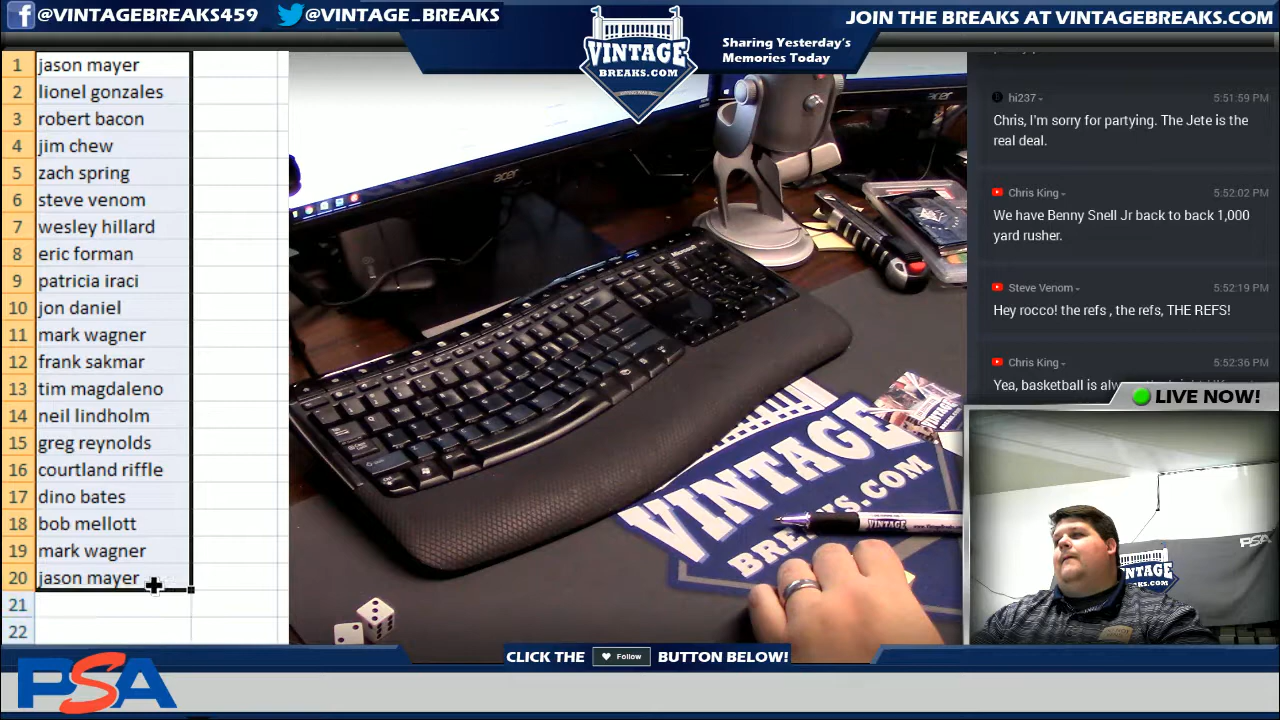 @VINTAGEBREAKS459
@VINTAGE_BREAKS
VINTAGE
BREAKS.COM
Sharing Yesterday's
Memories Today
JOIN THE BREAKS AT VINTAGEBREAKS.COM
1 jason mayer
2 lionel gonzales
3 robert bacon
4 jim chew
5 zach spring
6 steve venom
7 wesley hillard
8 eric forman
9 patricia iraci
10 jon daniel
11 mark wagner
12 frank sakmar
13 tim magdaleno
14 neil lindholm
15 greg reynolds
16 courtland riffle
17 dino bates
18 bob mellott
19 mark wagner
20 jason mayer
21
22
acer
acer
Microsoft
VINTAGE
BREAKS.COM
VINTAGE
hi237 5:51:59 PM
Chris, I'm sorry for partying. The Jete is the
real deal.
Chris King 5:52:02 PM
We have Benny Snell Jr back to back 1,000
yard rusher.
Steve Venom 5:52:19 PM
Hey rocco! the refs , the refs, THE REFS!
Chris King 5:52:36 PM
Yea, basketball is
LIVE NOW!
VINTAGE
BREAKS.COM
PSA
CLICK THE Follow BUTTON BELOW!
PSA